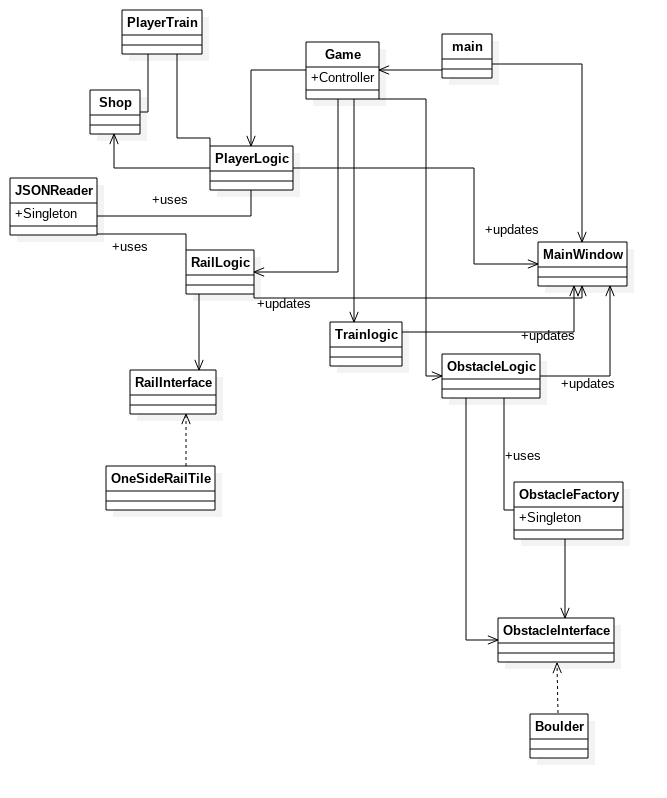 PlayerTrain
Game
+Controller
main
Shop
PlayerLogic
JSONReader
+Singleton
+uses
+uses
+updates
MainWindow
RailLogic
+updates
Trainlogic
+updates
ObstacleLogic
+updates
RailInterface
+uses
OneSideRailTile
ObstacleFactory
+Singleton
ObstacleInterface
Boulder